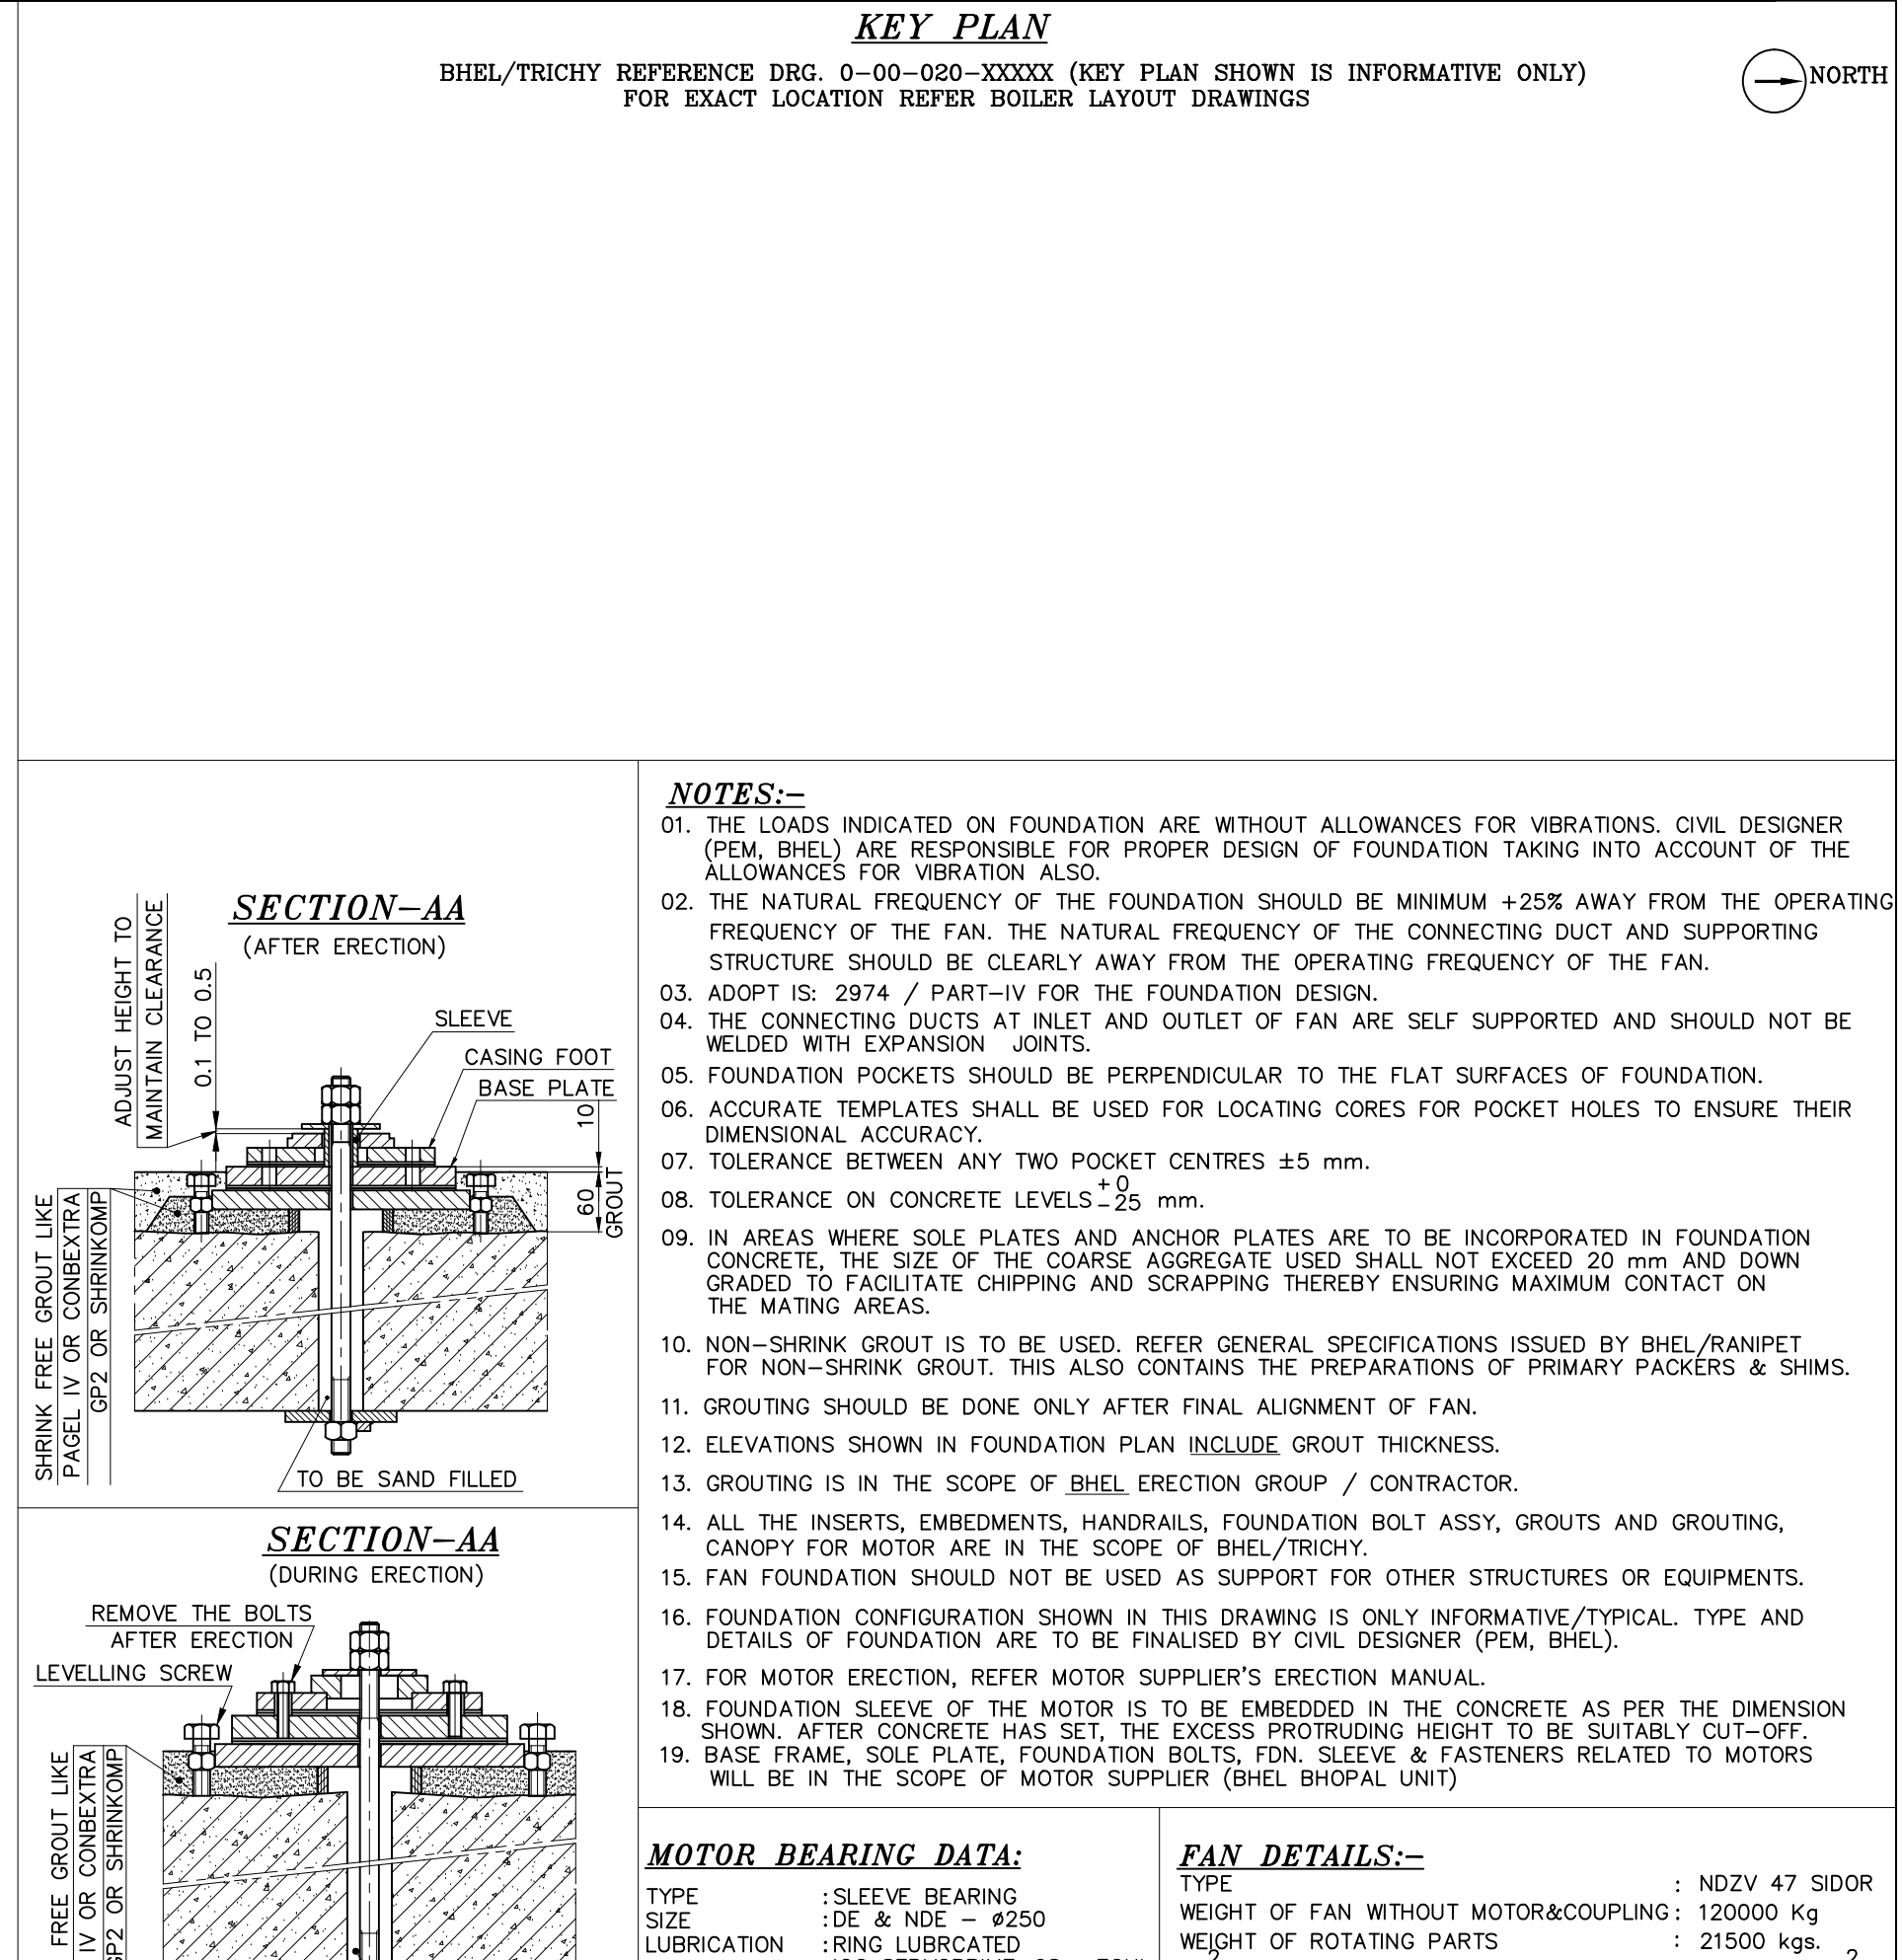 KEY PLAN
BHEL/TRICHY REFERENCE DRG. 0-00-020-XXXXX (KEY PLAN SHOWN IS INFORMATIVE ONLY)
FOR EXACT LOCATION REFER BOILER LAYOUT DRAWINGS
NORTH
SECTION-AA
(AFTER ERECTION)
ADJUST HEIGHT TO
MAINTAIN CLEARANCE
0.1 TO 0.5
SLEEVE
CASING FOOT
BASE PLATE
10
60
GROUT
SHRINK FREE GROUT LIKE
PAGEL IV OR CONBEXTRA
GP2 OR SHRINKOMP
TO BE SAND FILLED
SECTION-AA
(DURING ERECTION)
REMOVE THE BOLTS
AFTER ERECTION
LEVELLING SCREW
FREE GROUT LIKE
IV OR CONBEXTRA
GP2 OR SHRINKOMP
NOTES:-
01. THE LOADS INDICATED ON FOUNDATION ARE WITHOUT ALLOWANCES FOR VIBRATIONS. CIVIL DESIGNER
(PEM, BHEL) ARE RESPONSIBLE FOR PROPER DESIGN OF FOUNDATION TAKING INTO ACCOUNT OF THE
ALLOWANCES FOR VIBRATION ALSO.
02. THE NATURAL FREQUENCY OF THE FOUNDATION SHOULD BE MINIMUM +25% AWAY FROM THE OPERATING
FREQUENCY OF THE FAN. THE NATURAL FREQUENCY OF THE CONNECTING DUCT AND SUPPORTING
STRUCTURE SHOULD BE CLEARLY AWAY FROM THE OPERATING FREQUENCY OF THE FAN.
03. ADOPT IS: 2974 / PART-IV FOR THE FOUNDATION DESIGN.
04. THE CONNECTING DUCTS AT INLET AND OUTLET OF FAN ARE SELF SUPPORTED AND SHOULD NOT BE
WELDED WITH EXPANSION JOINTS.
05. FOUNDATION POCKETS SHOULD BE PERPENDICULAR TO THE FLAT SURFACES OF FOUNDATION.
06. ACCURATE TEMPLATES SHALL BE USED FOR LOCATING CORES FOR POCKET HOLES TO ENSURE THEIR
DIMENSIONAL ACCURACY.
07. TOLERANCE BETWEEN ANY TWO POCKET CENTRES ±5 mm.
08. TOLERANCE ON CONCRETE LEVELS +0 -25 mm.
09. IN AREAS WHERE SOLE PLATES AND ANCHOR PLATES ARE TO BE INCORPORATED IN FOUNDATION
CONCRETE, THE SIZE OF THE COARSE AGGREGATE USED SHALL NOT EXCEED 20 mm AND DOWN
GRADED TO FACILITATE CHIPPING AND SCRAPPING THEREBY ENSURING MAXIMUM CONTACT ON
THE MATING AREAS.
10. NON-SHRINK GROUT IS TO BE USED. REFER GENERAL SPECIFICATIONS ISSUED BY BHEL/RANIPET
FOR NON-SHRINK GROUT. THIS ALSO CONTAINS THE PREPARATIONS OF PRIMARY PACKERS & SHIMS.
11. GROUTING SHOULD BE DONE ONLY AFTER FINAL ALIGNMENT OF FAN.
12. ELEVATIONS SHOWN IN FOUNDATION PLAN INCLUDE GROUT THICKNESS.
13. GROUTING IS IN THE SCOPE OF BHEL ERECTION GROUP / CONTRACTOR.
14. ALL THE INSERTS, EMBEDMENTS, HANDRAILS, FOUNDATION BOLT ASSY, GROUTS AND GROUTING,
CANOPY FOR MOTOR ARE IN THE SCOPE OF BHEL/TRICHY.
15. FAN FOUNDATION SHOULD NOT BE USED AS SUPPORT FOR OTHER STRUCTURES OR EQUIPMENTS.
16. FOUNDATION CONFIGURATION SHOWN IN THIS DRAWING IS ONLY INFORMATIVE/TYPICAL. TYPE AND
DETAILS OF FOUNDATION ARE TO BE FINALISED BY CIVIL DESIGNER (PEM, BHEL).
17. FOR MOTOR ERECTION, REFER MOTOR SUPPLIER'S ERECTION MANUAL.
18. FOUNDATION SLEEVE OF THE MOTOR IS TO BE EMBEDDED IN THE CONCRETE AS PER THE DIMENSION
SHOWN. AFTER CONCRETE HAS SET, THE EXCESS PROTRUDING HEIGHT TO BE SUITABLY CUT-OFF.
19. BASE FRAME, SOLE PLATE, FOUNDATION BOLTS, FDN. SLEEVE & FASTENERS RELATED TO MOTORS
WILL BE IN THE SCOPE OF MOTOR SUPPLIER (BHEL BHOPAL UNIT)
MOTOR BEARING DATA:
TYPE : SLEEVE BEARING
SIZE : DE & NDE - ø250
LUBRICATION : RING LUBRCATED
FAN DETAILS:-
TYPE : NDZV 47 SIDOR
WEIGHT OF FAN WITHOUT MOTOR&COUPLING: 120000 Kg
WEIGHT OF ROTATING PARTS : 21500 kgs.